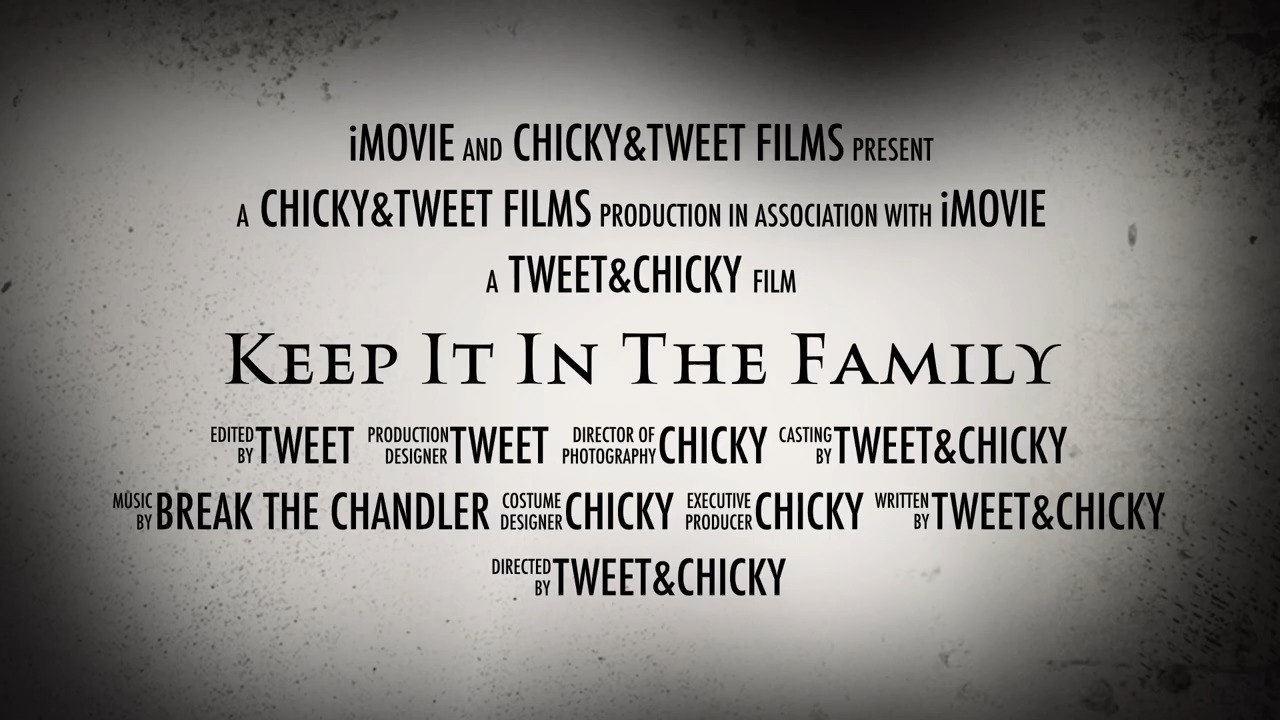 iMOVIE AND CHICKY&TWEET FILMS PRESENT
A CHICKY&TWEET FILMS PRODUCTION IN ASSOCIATION WITH iMOVIE
A TWEET&CHICKY FILM
KEEP IT IN THE FAMILY
EDITED BY TWEET PRODUCTION DESIGNER TWEET DIRECTOR OF PHOTOGRAPHY CHICKY CASTING BY TWEET&CHICKY
MUSIC BY BREAK THE CHANDLER COSTUME DESIGNER CHICKY EXECUTIVE PRODUCER CHICKY WRITTEN BY TWEET&CHICKY
DIRECTED BY TWEET&CHICKY